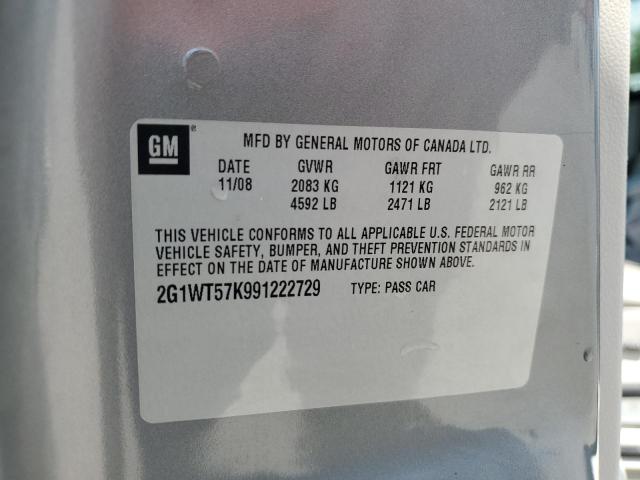 GM® MFD BY GENERAL MOTORS OF CANADA LTD.
DATE GVWR GAWR FRT GAWR RR
11/08 2083 KG 1121 KG 962 KG
4592 LB 2471 LB 2121 LB
THIS VEHICLE CONFORMS TO ALL APPLICABLE U.S. FEDERAL MOTOR
VEHICLE SAFETY, BUMPER, AND THEFT PREVENTION STANDARDS IN
EFFECT ON THE DATE OF MANUFACTURE SHOWN ABOVE.
2G1WT57K991222729 TYPE: PASS CAR